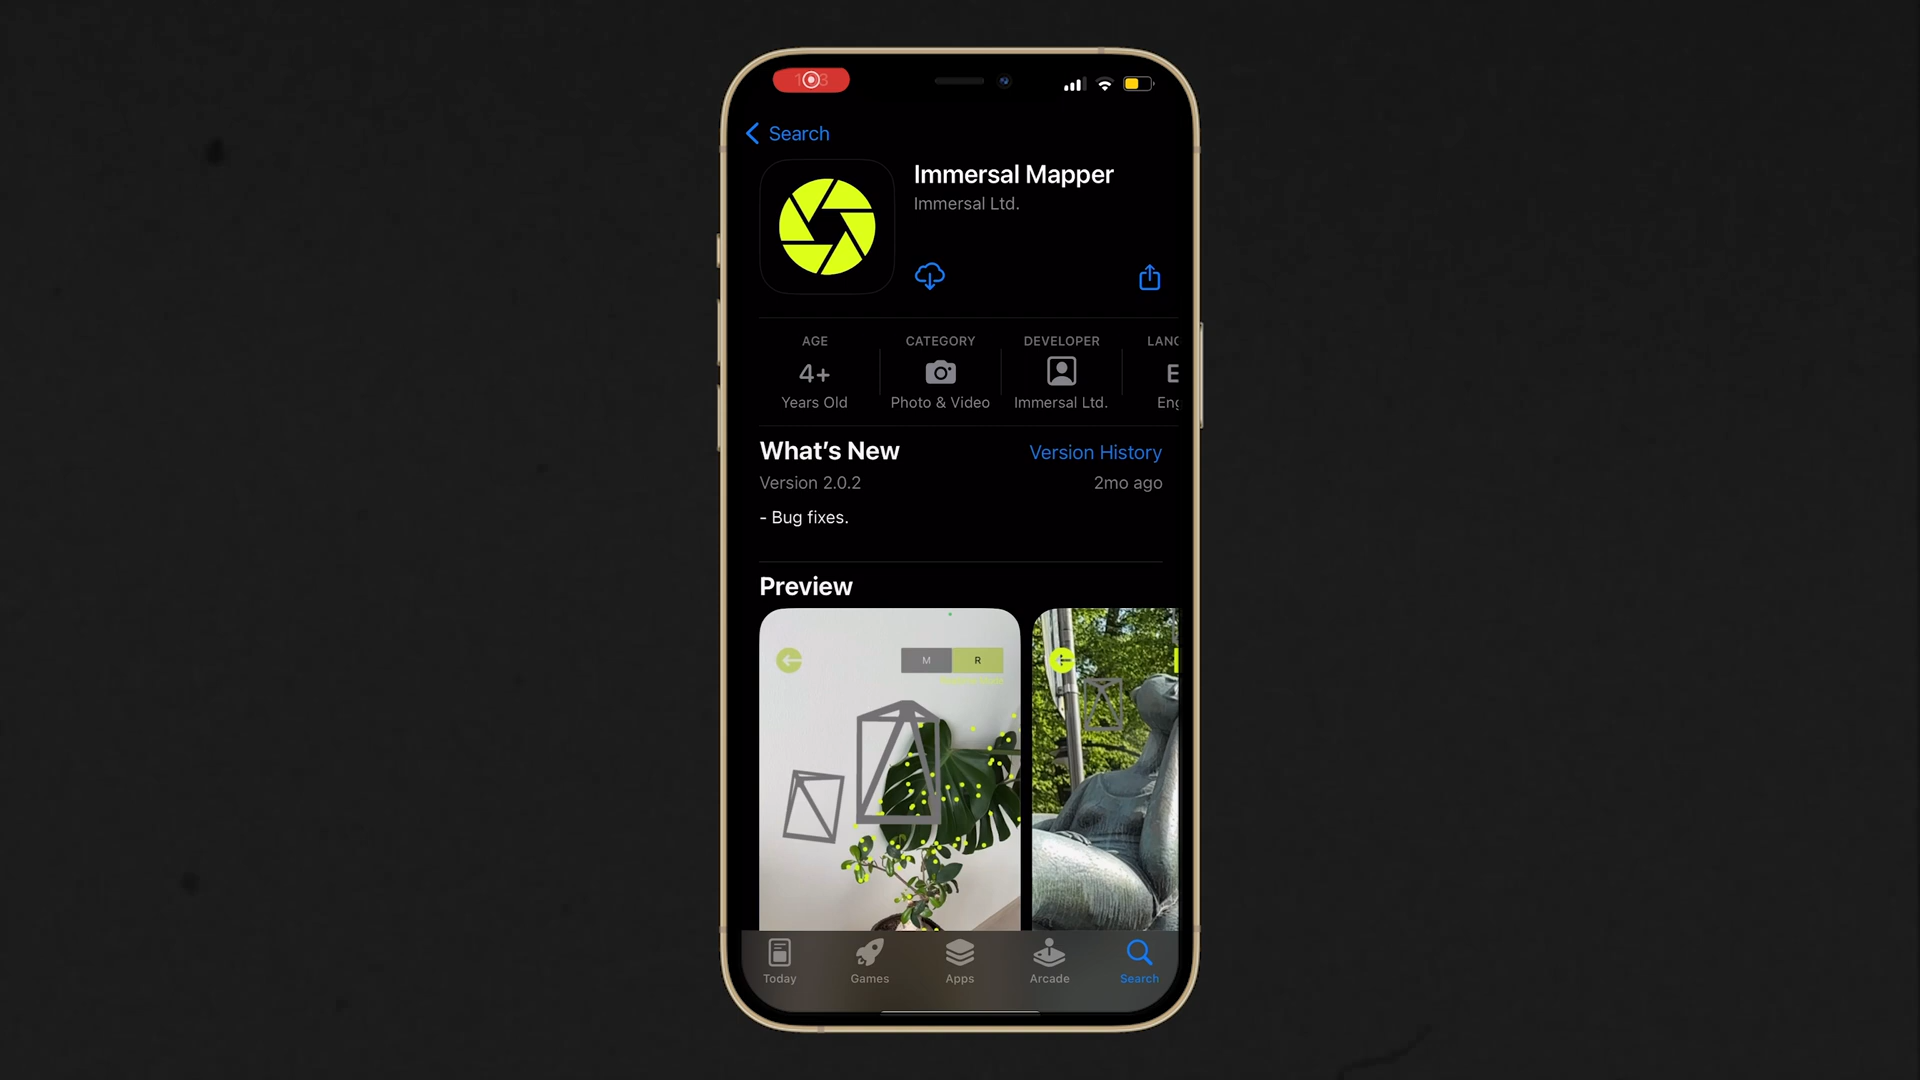 Search
Immersal Mapper
Immersal Ltd.
AGE
CATEGORY
DEVELOPER
4+
Years Old
Photo & Video
Immersal Ltd.
What's New
Version History
Version 2.0.2
2mo ago
- Bug fixes.
Preview
M
R
Today
Games
Apps
Arcade
Search